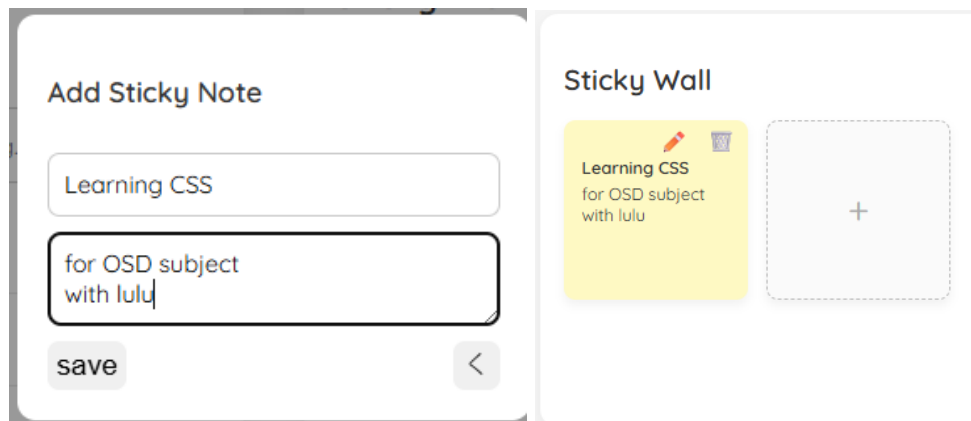 Add Sticky Note
Learning CSS
for OSD subject
with lulu
save
<
Sticky Wall
Learning CSS
for OSD subject
with lulu
+